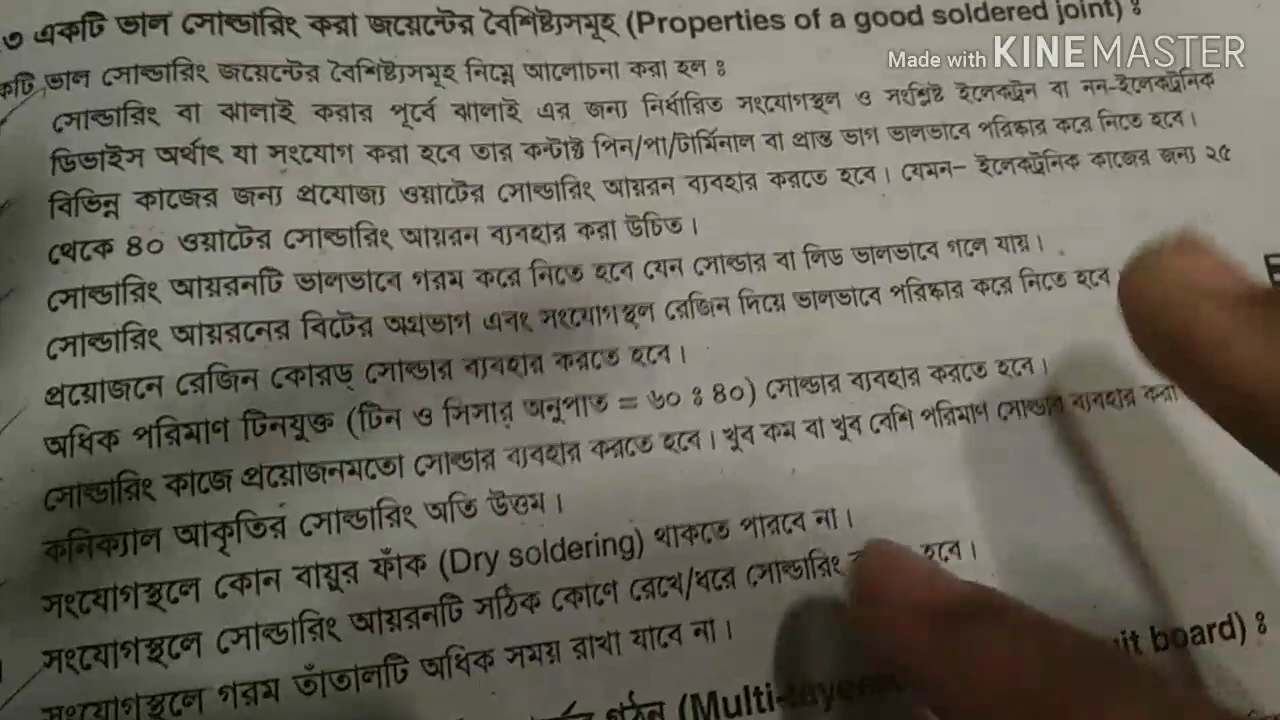 ৩ একটি ভাল সোল্ডারিং করা জয়েন্টের বৈশিষ্ট্যসমূহ (Properties of a good soldered joint) ঃ
Made with KINEMASTER
কটি ভাল সোল্ডারিং জয়েন্টের বৈশিষ্ট্যসমূহ নিম্নে আলোচনা করা হল ঃ
সোল্ডারিং বা ঝালাই করার পূর্বে ঝালাই এর জন্য নির্ধারিত সংযোগস্থল ও সংশ্লিষ্ট ইলেকট্রন বা নন-ইলেকট্রনিক
ডিভাইস অর্থাৎ যা সংযোগ করা হবে তার কন্টাক্ট পিন/পা/টার্মিনাল বা প্রান্ত ভাগ ভালভাবে পরিষ্কার করে নিতে হবে।
বিভিন্ন কাজের জন্য প্রযোজ্য ওয়াটের সোল্ডারিং আয়রন ব্যবহার করতে হবে। যেমন- ইলেকট্রনিক কাজের জন্য ২৫
থেকে ৪০ ওয়াটের সোল্ডারিং আয়রন ব্যবহার করা উচিত।
সোল্ডারিং আয়রনটি ভালভাবে গরম করে নিতে হবে যেন সোল্ডার বা লিড ভালভাবে গলে যায়।
সোল্ডারিং আয়রনের বিটের অগ্রভাগ এবং সংযোগস্থল রেজিন দিয়ে ভালভাবে পরিষ্কার করে নিতে হবে
প্রয়োজনে রেজিন কোরড্ সোল্ডার ব্যবহার করতে হবে।
অধিক পরিমাণ টিনযুক্ত (টিন ও সিসার অনুপাত = ৬০ ঃ ৪০) সোল্ডার ব্যবহার করতে হবে।
সোল্ডারিং কাজে প্রয়োজনমতো সোল্ডার ব্যবহার করতে হবে। খুব কম বা খুব বেশি পরিমাণ সোল্ডার ব্যবহার করা
কনিক্যাল আকৃতির সোল্ডারিং অতি উত্তম।
সংযোগস্থলে কোন বায়ুর ফাঁক (Dry soldering) থাকতে পারবে না।
সংযোগস্থলে সোল্ডারিং আয়রনটি সঠিক কোণে রেখে/ধরে সোল্ডারিং হবে।
সংযোগস্থলে গরম তাঁতালটি অধিক সময় রাখা যাবে না।
গঠন (Multi-layer it board) ঃ